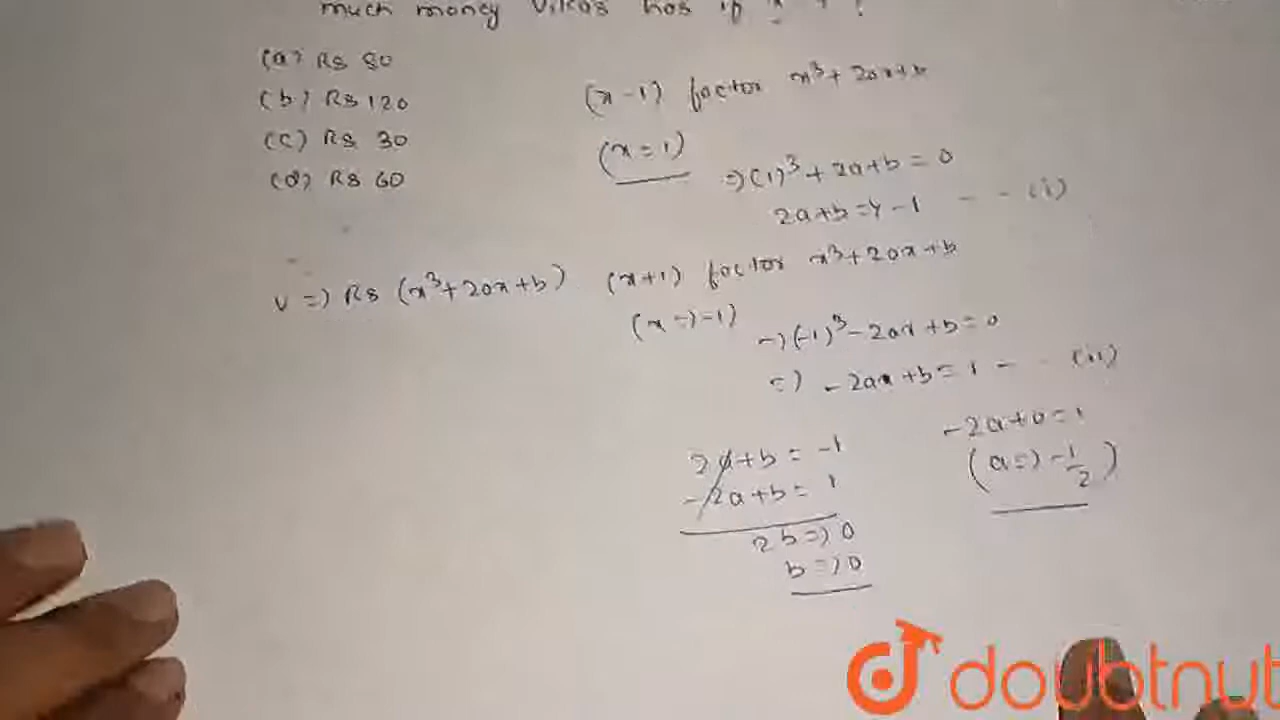 much money Vikas has if
(a) Rs 80
(b) Rs 120
(c) Rs 30
(d) Rs 60
(x-1) factor x³+2ax+b
(x=1)
=>(1)³+2a+b=0
2a+b=-1 - - (i)
v => Rs (x³+2ax+b)
(x+1) factor x³+2ax+b
(x=>-1)
=>(-1)³-2a+b=0
=> -2a+b=1 - - (ii)
2a+b=-1
-2a+b=1
2b=>0
b=>0
-2a+0=1
(a=>-1/2)
doubtnut